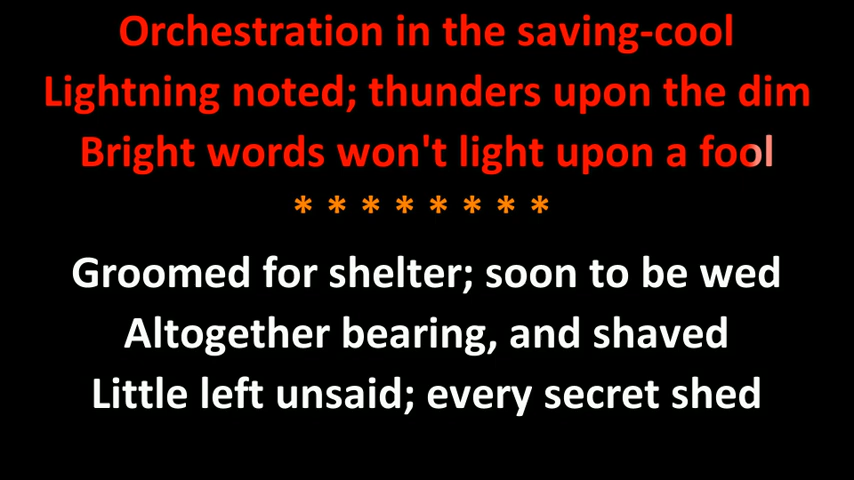 Orchestration in the saving-cool
Lightning noted; thunders upon the dim
Bright words won't light upon a fool
* * * * * * * *
Groomed for shelter; soon to be wed
Altogether bearing, and shaved
Little left unsaid; every secret shed